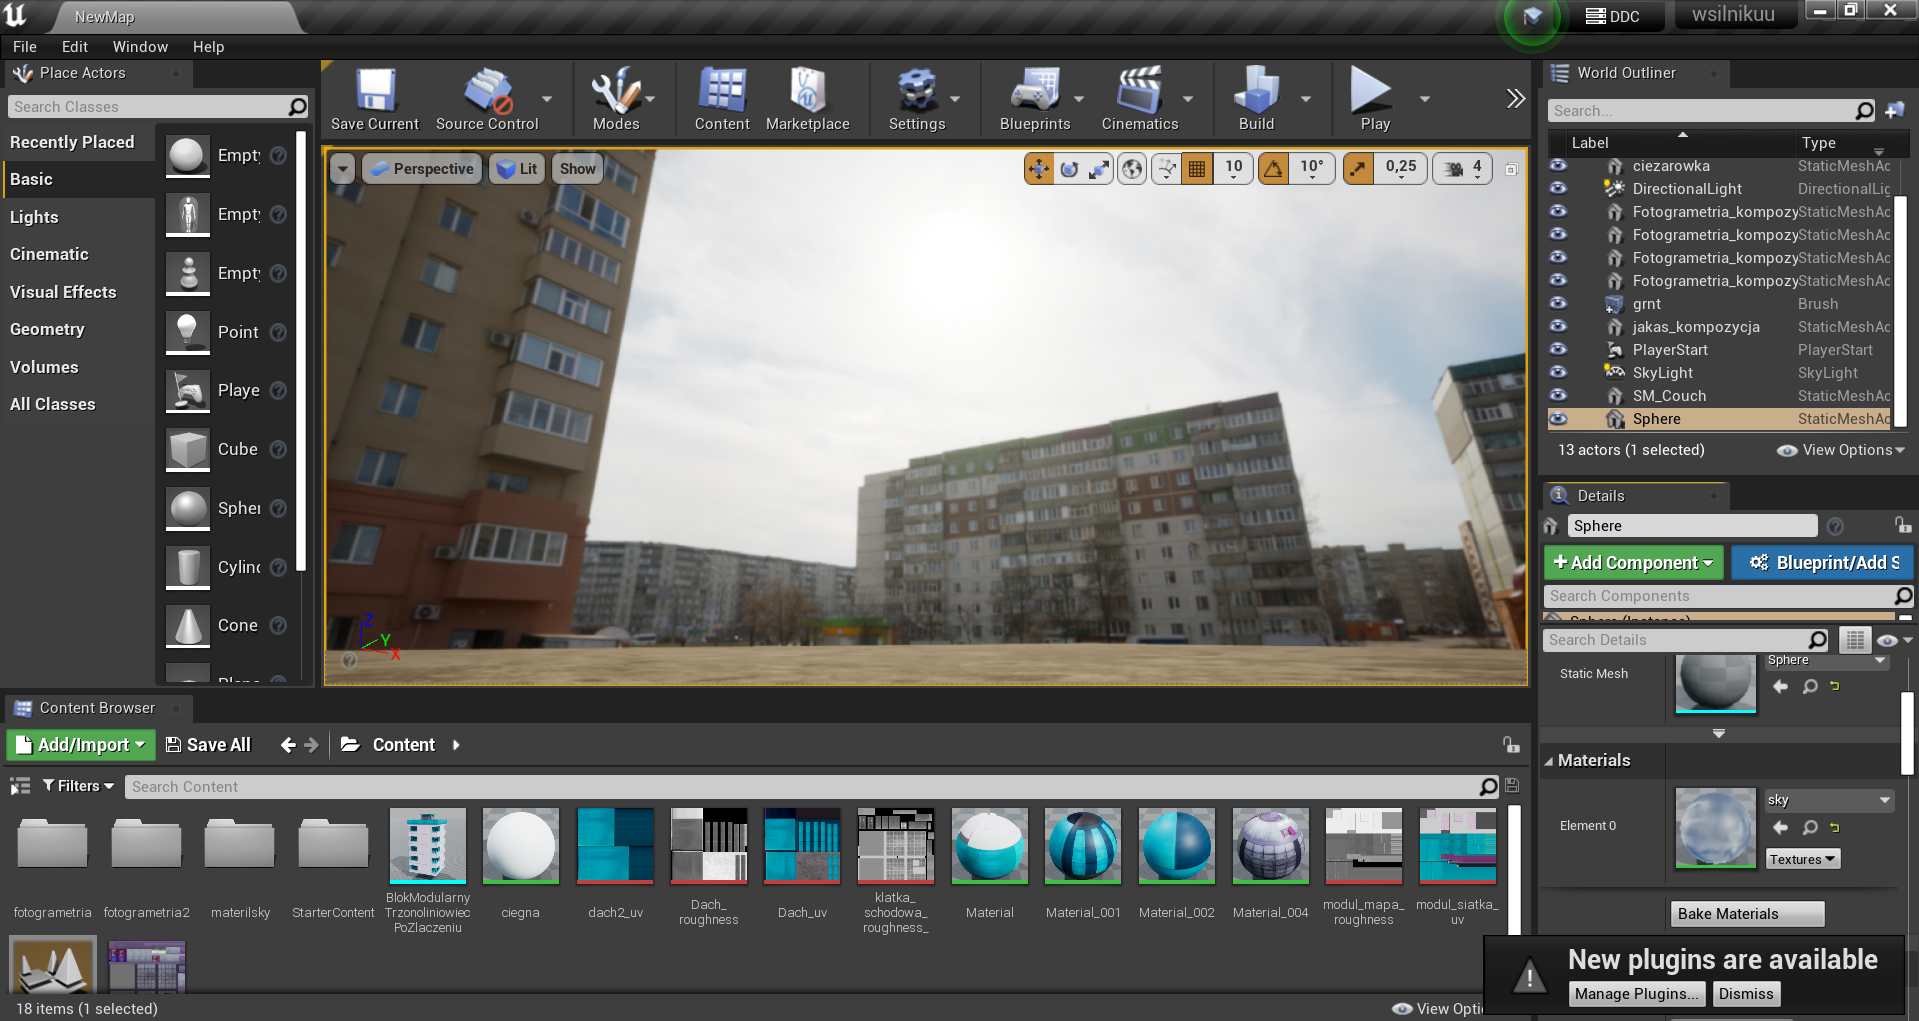 NewMap
DDC
wsilnikuu
File Edit Window Help
Place Actors
Search Classes
Recently Placed
Basic
Lights
Cinematic
Visual Effects
Geometry
Volumes
All Classes
Empty
Empty
Empty
Point
Playe
Cube
Spher
Cylinc
Cone
Save Current
Source Control
Modes
Content
Marketplace
Settings
Blueprints
Cinematics
Build
Play
Perspective
Lit
Show
10
10°
0,25
4
Z
Y
X
World Outliner
Search...
Label Type
ciezarowka StaticMeshAc
DirectionalLight DirectionalLig
Fotogrametria_kompozy StaticMeshAc
Fotogrametria_kompozy StaticMeshAc
Fotogrametria_kompozy StaticMeshAc
Fotogrametria_kompozy StaticMeshAc
grnt Brush
jakas_kompozycja StaticMeshAc
PlayerStart PlayerStart
SkyLight SkyLight
SM_Couch StaticMeshAc
Sphere StaticMeshAc
13 actors (1 selected)
View Options
Details
Sphere
Add Component
Blueprint/Add S
Search Components
Sphere (Instance)
Search Details
Static Mesh
Sphere
Materials
Element 0
sky
Textures
Bake Materials
Content Browser
Add/Import
Save All
Content
Filters
Search Content
fotogrametria
fotogrametria2
materilsky
StarterContent
BlokModularny
Trzonoliniowiec
PoZlaczeniu
ciegna
dach2_uv
Dach_
roughness
Dach_uv
klatka_
schodowa_
roughness_
Material
Material_001
Material_002
Material_004
modul_mapa_
roughness
modul_siatka_
uv
18 items (1 selected)
View Opti
New plugins are available
Manage Plugins...
Dismiss